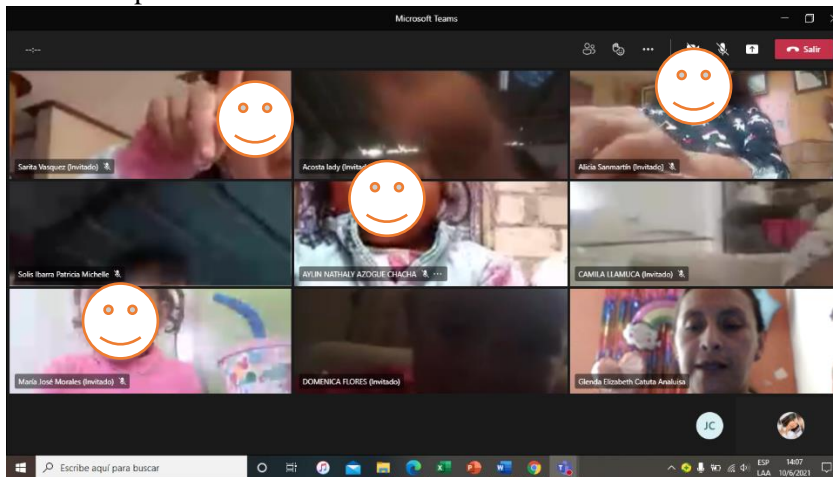 Microsoft Teams
--:--
Salir
Sarita Vasquez (Invitado)
Acosta lady (Invitad
Alicia Sanmartín (Invitado)
Solis Ibarra Patricia Michelle
AYLIN NATHALY AZOGUE CHACHA
CAMILA LLAMUCA (Invitado)
María José Morales (Invitado)
DOMENICA FLORES (Invitado)
Glenda Elizabeth Catuta Analuisa
JC
Escribe aquí para buscar
ESP
LAA
14:07
10/6/2021